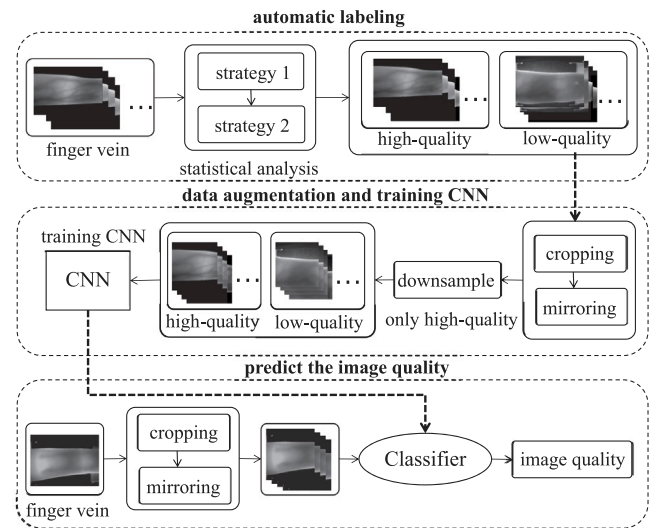 automatic labeling
strategy 1
strategy 2
...
...
...
finger vein
statistical analysis
high-quality
low-quality
data augmentation and training CNN
training CNN
CNN
...
...
high-quality
low-quality
downsample
only high-quality
cropping
mirroring
predict the image quality
finger vein
cropping
mirroring
Classifier
image quality